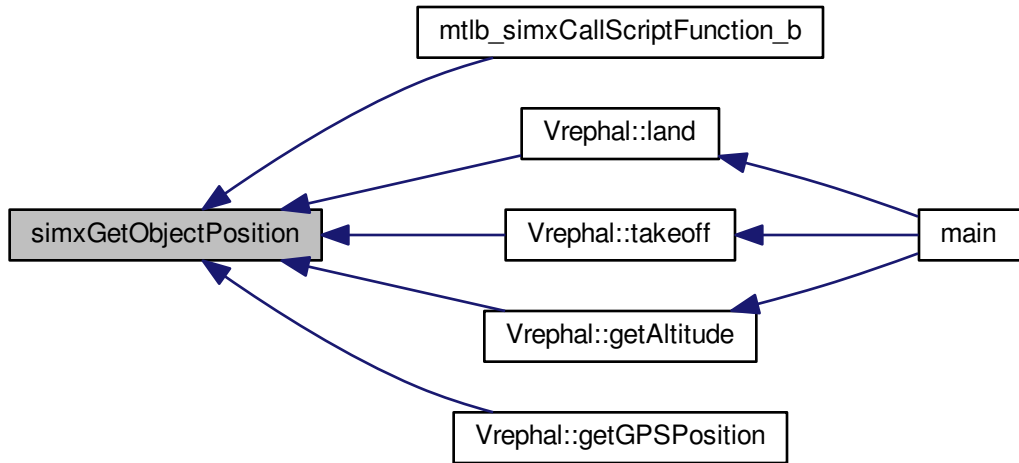 mtlb_simxCallScriptFunction_b
Vrephal::land
simxGetObjectPosition
Vrephal::takeoff
main
Vrephal::getAltitude
Vrephal::getGPSPosition